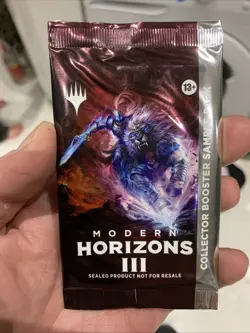 13+
MODERN
HORIZONS
III
SEALED PRODUCT NOT FOR RESALE
COLLECTOR BOOSTER SAMPLE PACK